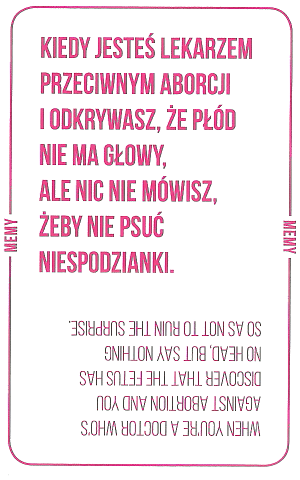 KIEDY JESTEŚ LEKARZEM
PRZECIWNYM ABORCJI
I ODKRYWASZ, ŻE PŁÓD
NIE MA GŁOWY,
ALE NIC NIE MÓWISZ,
ŻEBY NIE PSUĆ
NIESPODZIANKI.
MEMY
MEMY
WHEN YOU'RE A DOCTOR WHO'S
AGAINST ABORTION AND YOU
DISCOVER THAT THE FETUS HAS
NO HEAD, BUT SAY NOTHING
SO AS NOT TO RUIN THE SURPRISE.